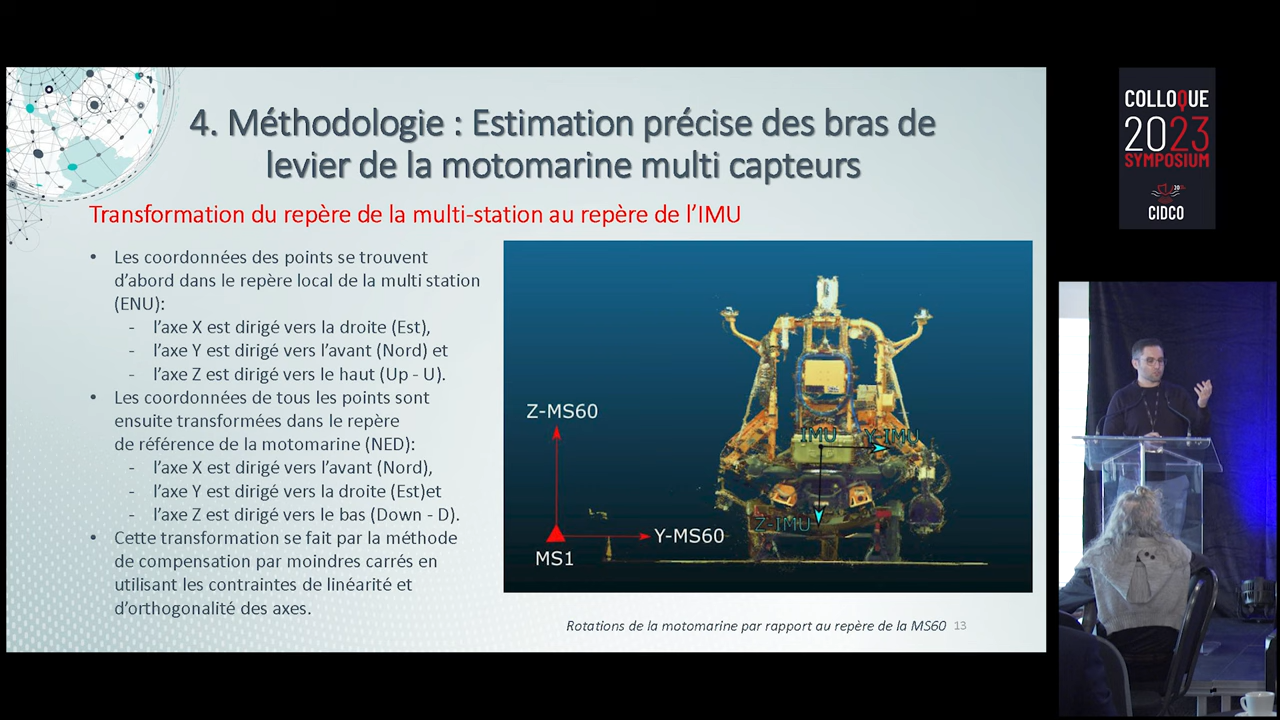 4. Méthodologie : Estimation précise des bras de
levier de la motomarine multi capteurs
Transformation du repère de la multi-station au repère de l'IMU
• Les coordonnées des points se trouvent
d'abord dans le repère local de la multi station
(ENU):
- l'axe X est dirigé vers la droite (Est),
- l'axe Y est dirigé vers l'avant (Nord) et
- l'axe Z est dirigé vers le haut (Up - U).
• Les coordonnées de tous les points sont
ensuite transformées dans le repère
de référence de la motomarine (NED):
- l'axe X est dirigé vers l'avant (Nord),
- l'axe Y est dirigé vers la droite (Est)et
- l'axe Z est dirigé vers le bas (Down - D).
• Cette transformation se fait par la méthode
de compensation par moindres carrés en
utilisant les contraintes de linéarité et
d'orthogonalité des axes.
Z-MS60
Y-MS60
MS1
IMU
Y-IMU
Z-IMU
Rotations de la motomarine par rapport au repère de la MS60
13
COLLOQUE
2023
SYMPOSIUM
CIDCO